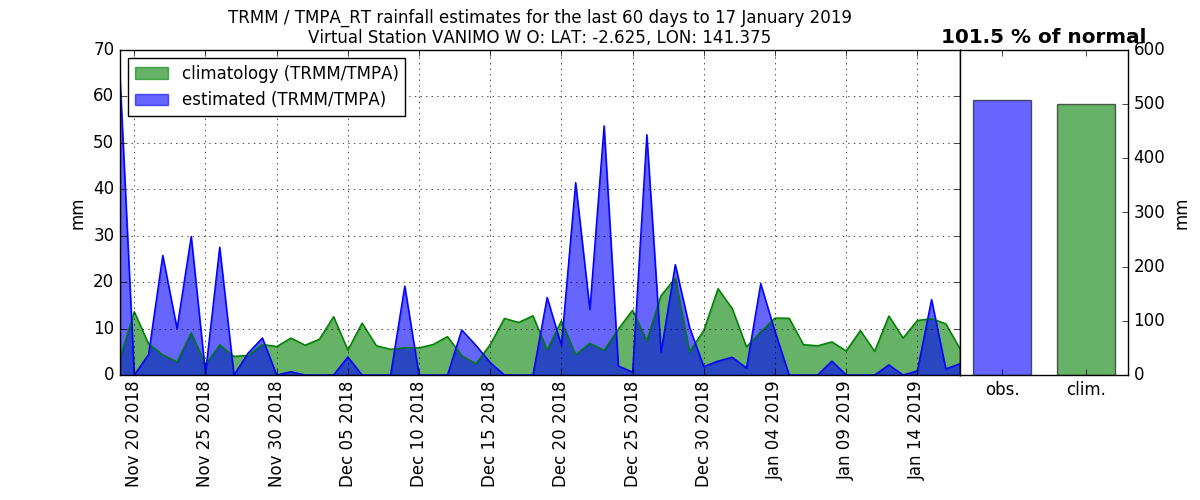 TRMM / TMPA_RT rainfall estimates for the last 60 days to 17 January 2019
Virtual Station VANIMO W O: LAT: -2.625, LON: 141.375
101.5 % of normal
climatology (TRMM/TMPA)
estimated (TRMM/TMPA)
70
60
50
40
30
20
10
0
mm
Nov 20 2018
Nov 25 2018
Nov 30 2018
Dec 05 2018
Dec 10 2018
Dec 15 2018
Dec 20 2018
Dec 25 2018
Dec 30 2018
Jan 04 2019
Jan 09 2019
Jan 14 2019
600
500
400
300
200
100
0
mm
obs.
clim.